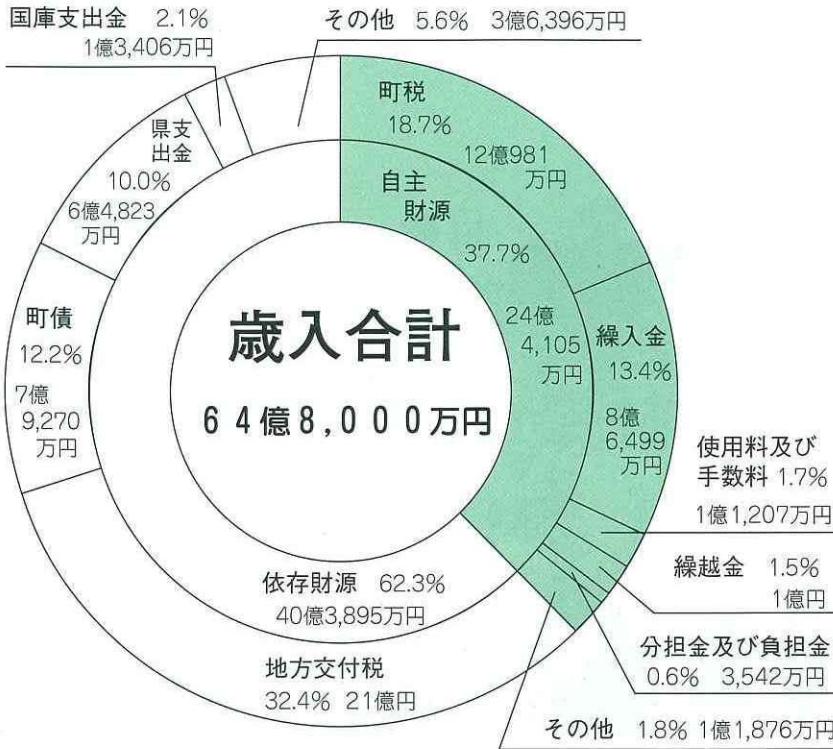 国庫支出金 2.1%
1億3,406万円
その他 5.6% 3億6,396万円
町税
18.7%
12億981
万円
自主
財源
37.7%
24億
4,105
万円
繰入金
13.4%
8億
6,499
万円
使用料及び
手数料 1.7%
1億1,207万円
繰越金 1.5%
1億円
分担金及び負担金
0.6% 3,542万円
その他 1.8% 1億1,876万円
県支
出金
10.0%
6億4,823
万円
町債
12.2%
7億
9,270
万円
歳入合計
64億8,000万円
依存財源 62.3%
40億3,895万円
地方交付税
32.4% 21億円